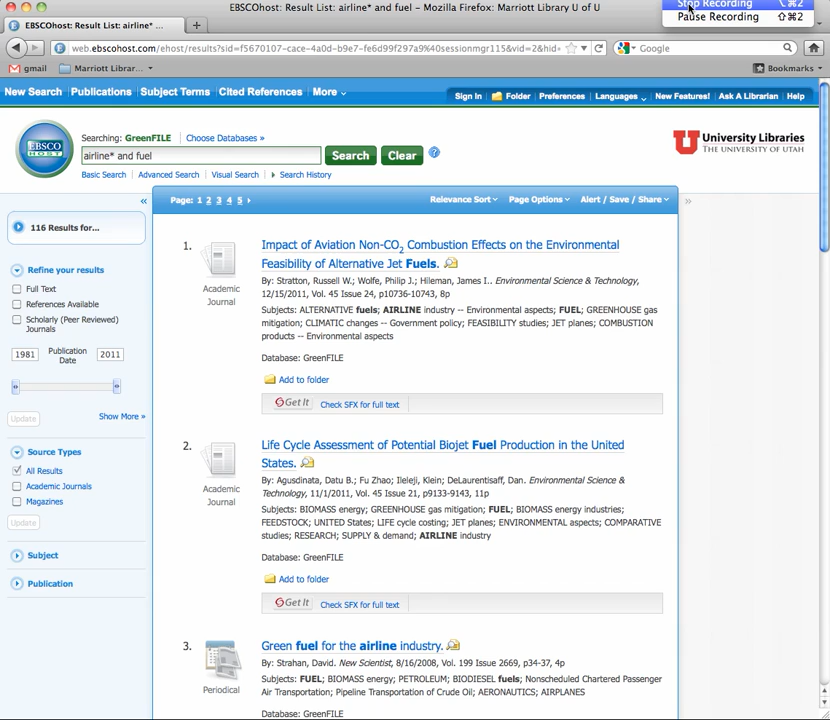 EBSCOHost: Result List: airline* and fuel – Mozilla Firefox: Marriott Library U of U
Stop Recording ⌥⌘2
Pause Recording ⇧⌘2
EBSCOHost: Result List: airline* ...
web.ebscohost.com/ehost/results?sid=f5670107-cace-4a0d-b9e7-fe6d99f297a9%40sessionmgr115&vid=2&hid=
Google
gmail
Marriott Librar...
Bookmarks
New Search Publications Subject Terms Cited References More
Sign In Folder Preferences Languages New Features! Ask A Librarian Help
EBSCO
HOST
Searching: GreenFILE Choose Databases »
airline* and fuel
Search Clear
Basic Search Advanced Search Visual Search Search History
University Libraries
THE UNIVERSITY OF UTAH
«
Page: 1 2 3 4 5
Relevance Sort Page Options Alert / Save / Share
»
116 Results for...
Refine your results
Full Text
References Available
Scholarly (Peer Reviewed)
Journals
1981 Publication Date 2011
Update
Show More »
Source Types
All Results
Academic Journals
Magazines
Update
Subject
Publication
1.
Academic
Journal
Impact of Aviation Non-CO2 Combustion Effects on the Environmental
Feasibility of Alternative Jet Fuels.
By: Stratton, Russell W.; Wolfe, Philip J.; Hileman, James I.. Environmental Science & Technology,
12/15/2011, Vol. 45 Issue 24, p10736-10743, 8p
Subjects: ALTERNATIVE fuels; AIRLINE industry -- Environmental aspects; FUEL; GREENHOUSE gas
mitigation; CLIMATIC changes -- Government policy; FEASIBILITY studies; JET planes; COMBUSTION
products -- Environmental aspects
Database: GreenFILE
Add to folder
Get It Check SFX for full text
2.
Academic
Journal
Life Cycle Assessment of Potential Biojet Fuel Production in the United
States.
By: Agusdinata, Datu B.; Fu Zhao; Ileleji, Klein; DeLaurentisaff, Dan. Environmental Science &
Technology, 11/1/2011, Vol. 45 Issue 21, p9133-9143, 11p
Subjects: BIOMASS energy; GREENHOUSE gas mitigation; FUEL; BIOMASS energy industries;
FEEDSTOCK; UNITED States; LIFE cycle costing; JET planes; ENVIRONMENTAL aspects; COMPARATIVE
studies; RESEARCH; SUPPLY & demand; AIRLINE industry
Database: GreenFILE
Add to folder
Get It Check SFX for full text
3.
Periodical
Green fuel for the airline industry.
By: Strahan, David. New Scientist, 8/16/2008, Vol. 199 Issue 2669, p34-37, 4p
Subjects: FUEL; BIOMASS energy; PETROLEUM; BIODIESEL fuels; Nonscheduled Chartered Passenger
Air Transportation; Pipeline Transportation of Crude Oil; AERONAUTICS; AIRPLANES
Database: GreenFILE